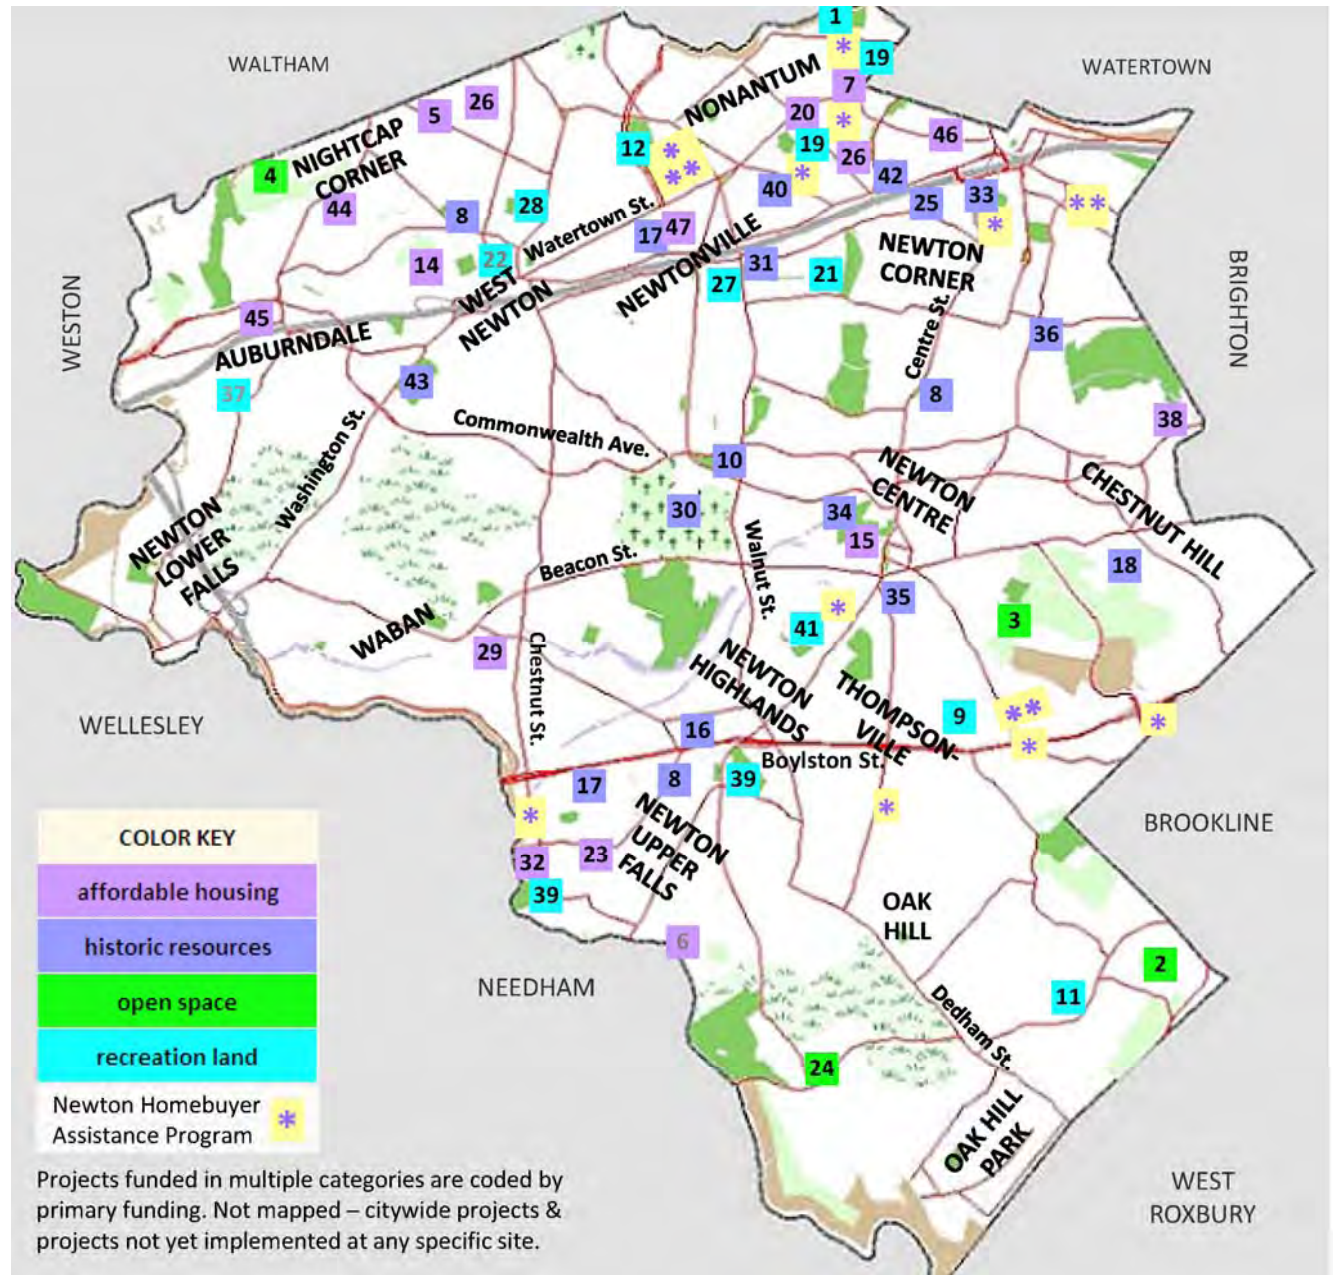 1
WALTHAM
*
19
WATERTOWN
NONANTUM
7
26
5
20
*
46
NIGHTCAP
CORNER
12
*
* *
19
26
4
*
42
40
44
8
28
Watertown St.
33
25
* *
*
17
47
NEWTONVILLE
NEWTON
CORNER
14
22
31
27
21
WEST
NEWTON
BRIGHTON
WESTON
45
AUBURNDALE
Centre St.
36
37
43
8
38
Washington St.
Commonwealth Ave.
10
NEWTON
CENTRE
CHESTNUT HILL
30
34
15
NEWTON
LOWER
FALLS
Walnut St.
Beacon St.
18
35
*
3
41
WABAN
29
Chestnut St.
NEWTON
HIGHLANDS
THOMPSON-
VILLE
WELLESLEY
9
* *
*
*
16
Boylston St.
17
8
39
*
*
NEWTON
UPPER
FALLS
BROOKLINE
32
23
39
OAK
HILL
6
2
NEEDHAM
11
Dedham St.
24
OAK HILL
PARK
WEST
ROXBURY
COLOR KEY
affordable housing
historic resources
open space
recreation land
Newton Homebuyer
Assistance Program *
Projects funded in multiple categories are coded by
primary funding. Not mapped – citywide projects &
projects not yet implemented at any specific site.